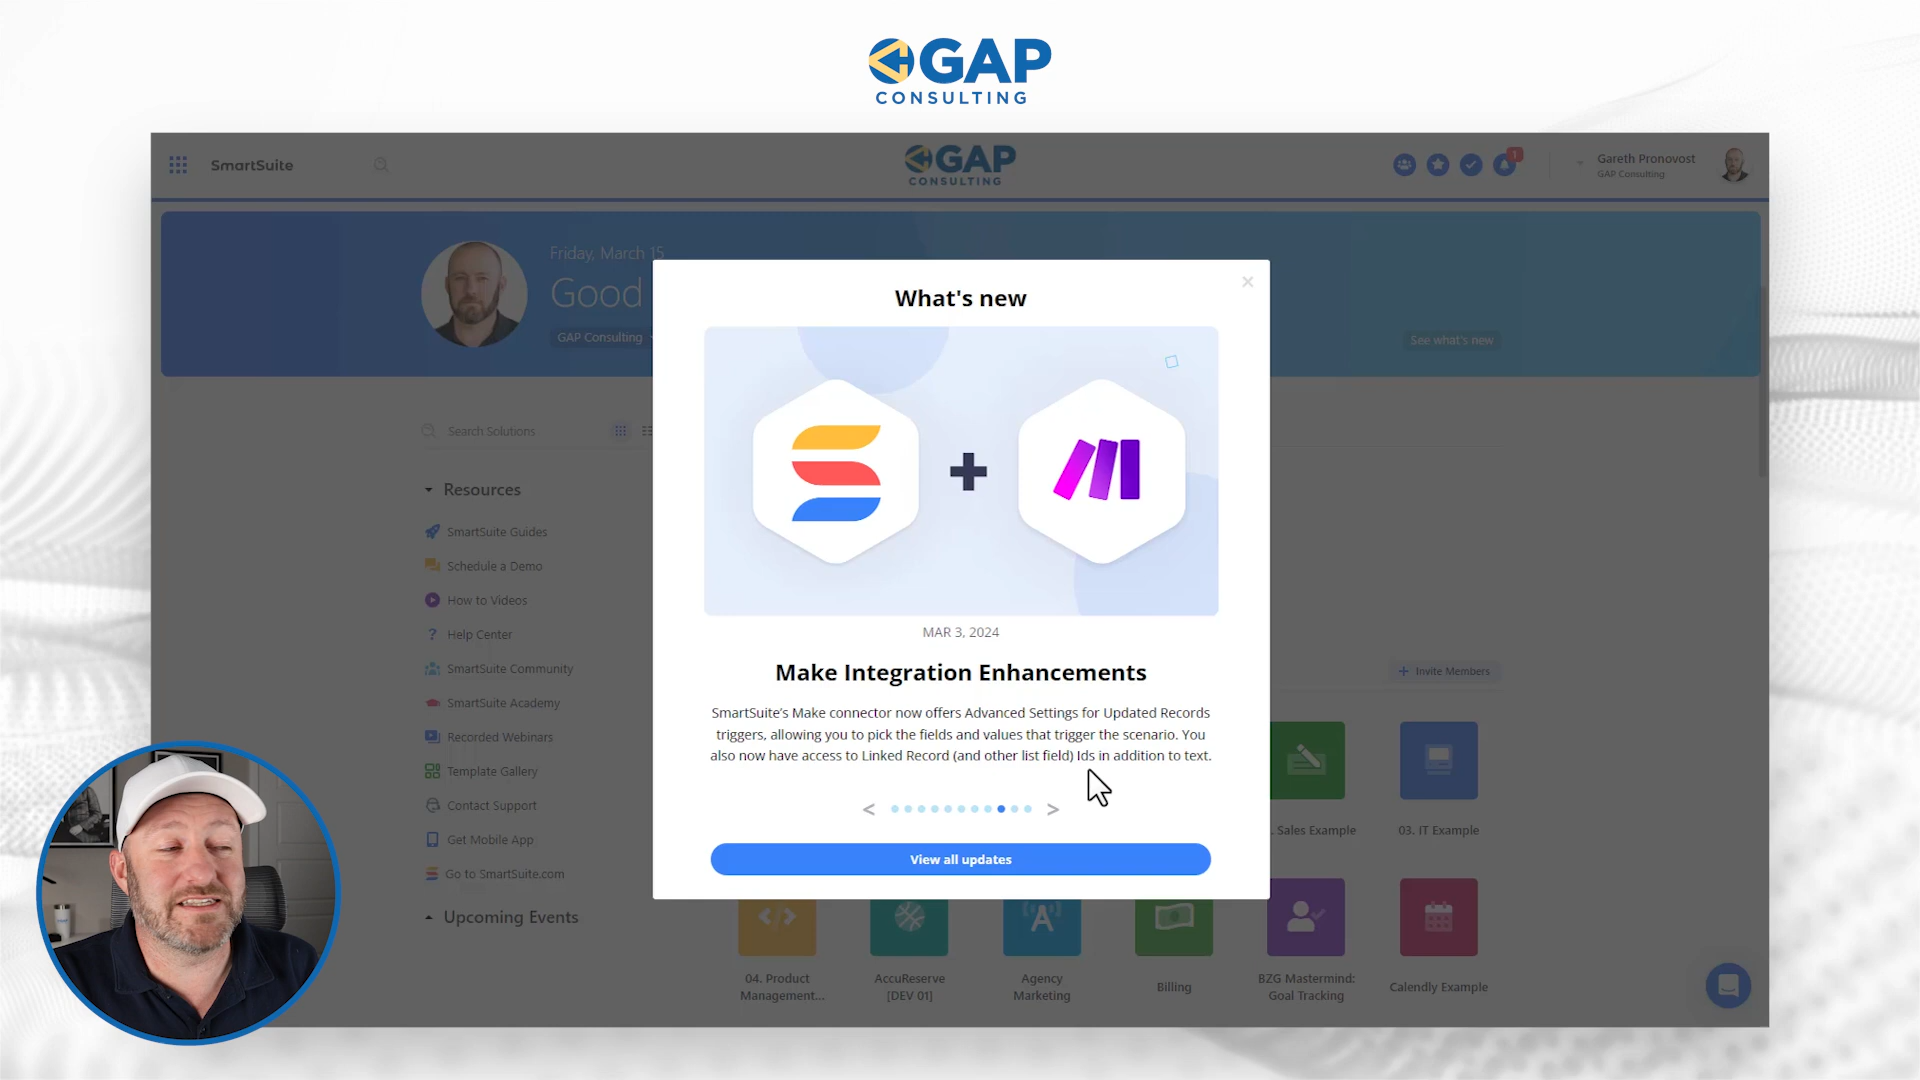 GAP
CONSULTING
SmartSuite
GAP
CONSULTING
1
Gareth Pronovost
GAP Consulting
Friday, March 15
Good
GAP Consulting
See what's new
What's new
Search Solutions
Resources
SmartSuite Guides
Schedule a Demo
How to Videos
Help Center
SmartSuite Community
SmartSuite Academy
Recorded Webinars
Template Gallery
Contact Support
Get Mobile App
Go to SmartSuite.com
Upcoming Events
MAR 3, 2024
Make Integration Enhancements
SmartSuite's Make connector now offers Advanced Settings for Updated Records
triggers, allowing you to pick the fields and values that trigger the scenario. You
also now have access to Linked Record (and other list field) Ids in addition to text.
< >
View all updates
+ Invite Members
. Sales Example
03. IT Example
04. Product
Management...
AccuReserve
[DEV 01]
Agency
Marketing
Billing
BZG Mastermind:
Goal Tracking
Calendly Example